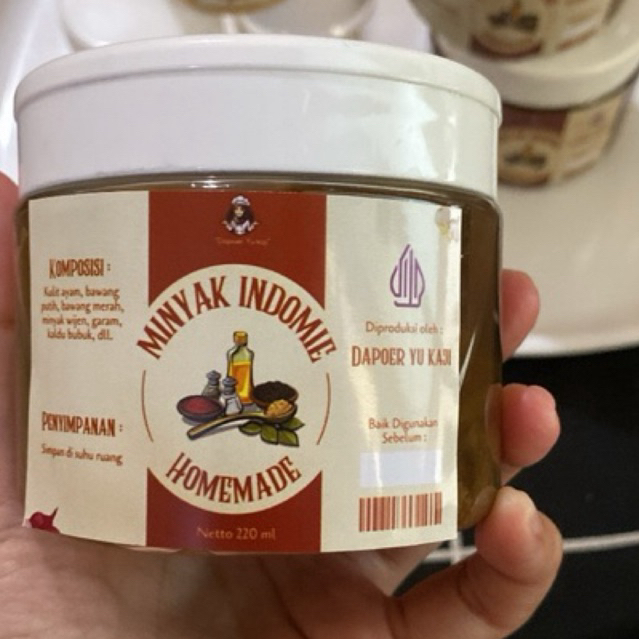 KOMPOSISI :
Kulit ayam, bawang
putih, bawang merah,
minyak wijen, garam,
kaldu bubuk, dll.
PENYIMPANAN :
Simpan di suhu ruang
MINYAK INDOMIE
HOMEMADE
Netto 220 ml
Diproduksi oleh :
DAPOER YU KASI
Baik Digunakan
Sebelum :